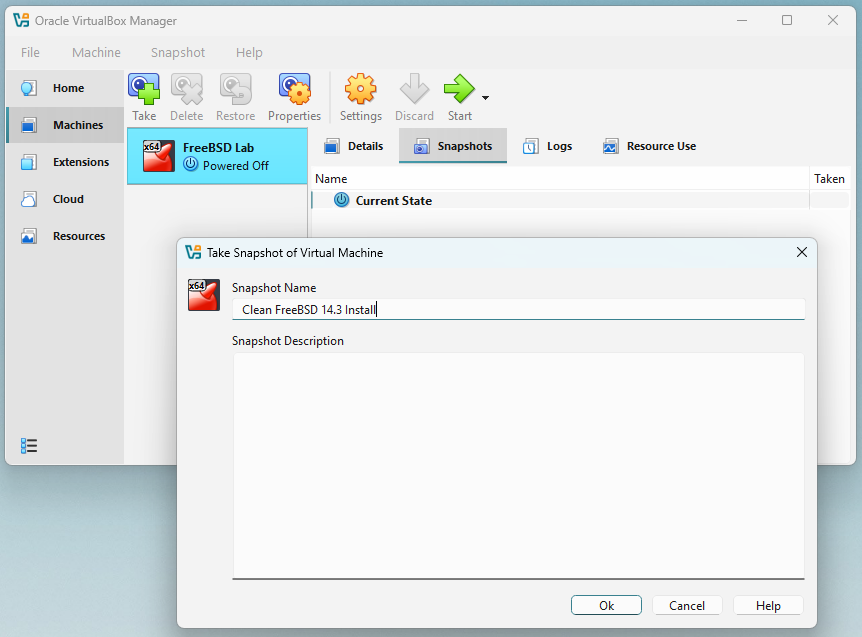 Oracle VirtualBox Manager
File Machine Snapshot Help
Home
Machines
Extensions
Cloud
Resources
Take Delete Restore Properties Settings Discard Start
x64 FreeBSD Lab
Powered Off
Details Snapshots Logs Resource Use
Name Taken
Current State
Take Snapshot of Virtual Machine
x64
Snapshot Name
Clean FreeBSD 14.3 Install
Snapshot Description
Ok Cancel Help